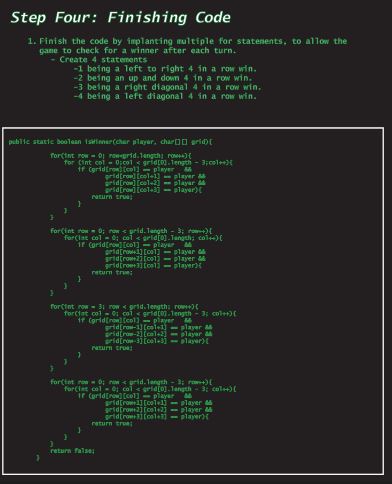 Step Four: Finishing Code
1. Finish the code by implanting multiple for statements, to allow the
game to check for a winner after each turn.
- Create 4 statements
-1 being a left to right 4 in a row win.
-2 being an up and down 4 in a row win.
-3 being a right diagonal 4 in a row win.
-4 being a left diagonal 4 in a row win.
public static boolean isWinner(char player, char[][] grid){
for(int row = 0; row<grid.length; row++){
for (int col = 0;col < grid[0].length - 3;col++){
if (grid[row][col] == player &&
grid[row][col+1] == player &&
grid[row][col+2] == player &&
grid[row][col+3] == player){
return true;
}
}
}
for(int row = 0; row < grid.length - 3; row++){
for(int col = 0; col < grid[0].length; col++){
if (grid[row][col] == player &&
grid[row+1][col] == player &&
grid[row+2][col] == player &&
grid[row+3][col] == player){
return true;
}
}
}
for(int row = 3; row < grid.length; row++){
for(int col = 0; col < grid[0].length - 3; col++){
if (grid[row][col] == player &&
grid[row-1][col+1] == player &&
grid[row-2][col+2] == player &&
grid[row-3][col+3] == player){
return true;
}
}
}
for(int row = 0; row < grid.length - 3; row++){
for(int col = 0; col < grid[0].length - 3; col++){
if (grid[row][col] == player &&
grid[row+1][col+1] == player &&
grid[row+2][col+2] == player &&
grid[row+3][col+3] == player){
return true;
}
}
}
return false;
}